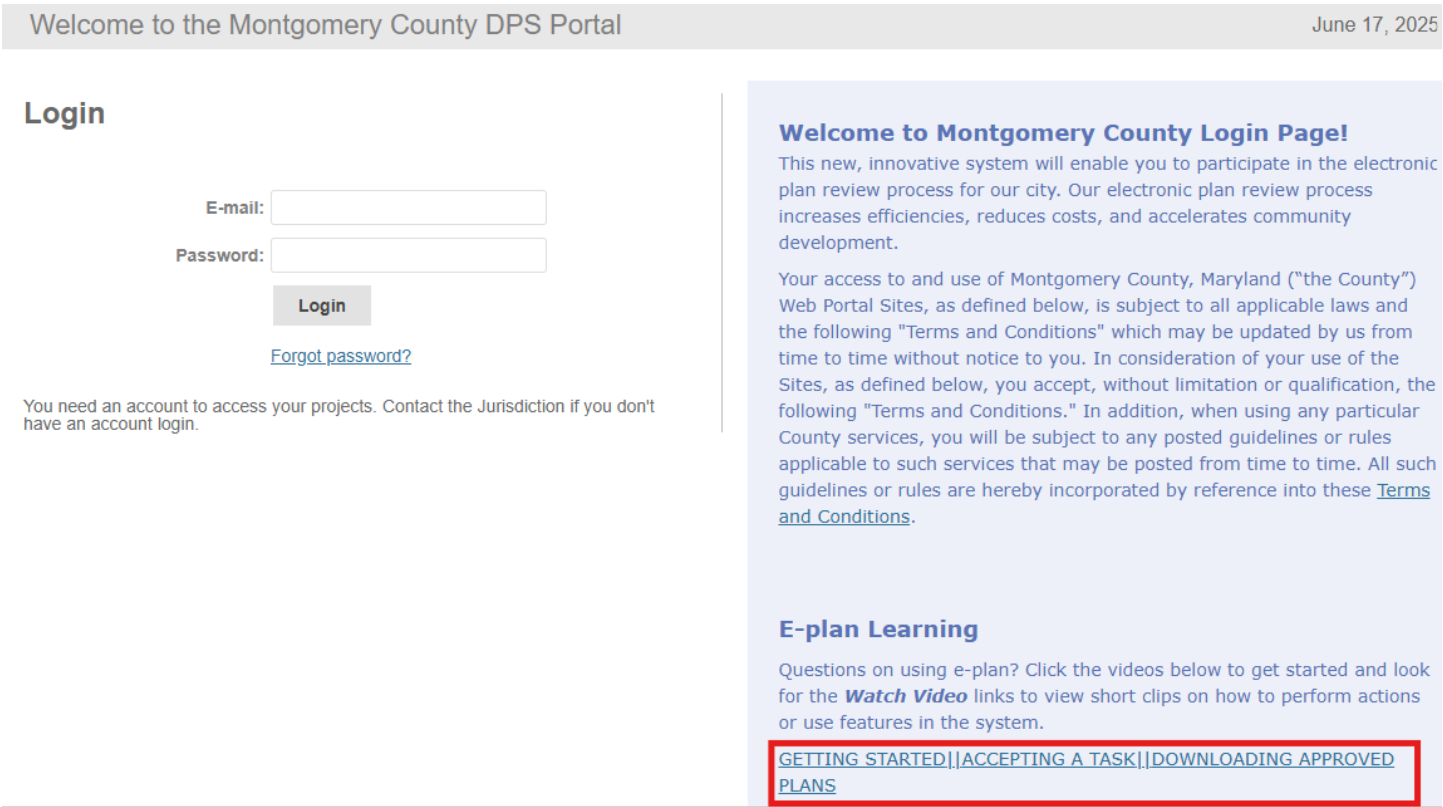 Welcome to the Montgomery County DPS Portal
June 17, 2025
Login
E-mail:
Password:
Login
Forgot password?
You need an account to access your projects. Contact the Jurisdiction if you don't
have an account login.
Welcome to Montgomery County Login Page!
This new, innovative system will enable you to participate in the electronic
plan review process for our city. Our electronic plan review process
increases efficiencies, reduces costs, and accelerates community
development.
Your access to and use of Montgomery County, Maryland (“the County”)
Web Portal Sites, as defined below, is subject to all applicable laws and
the following "Terms and Conditions" which may be updated by us from
time to time without notice to you. In consideration of your use of the
Sites, as defined below, you accept, without limitation or qualification, the
following "Terms and Conditions." In addition, when using any particular
County services, you will be subject to any posted guidelines or rules
applicable to such services that may be posted from time to time. All such
guidelines or rules are hereby incorporated by reference into these Terms
and Conditions.
E-plan Learning
Questions on using e-plan? Click the videos below to get started and look
for the Watch Video links to view short clips on how to perform actions
or use features in the system.
GETTING STARTED||ACCEPTING A TASK||DOWNLOADING APPROVED
PLANS